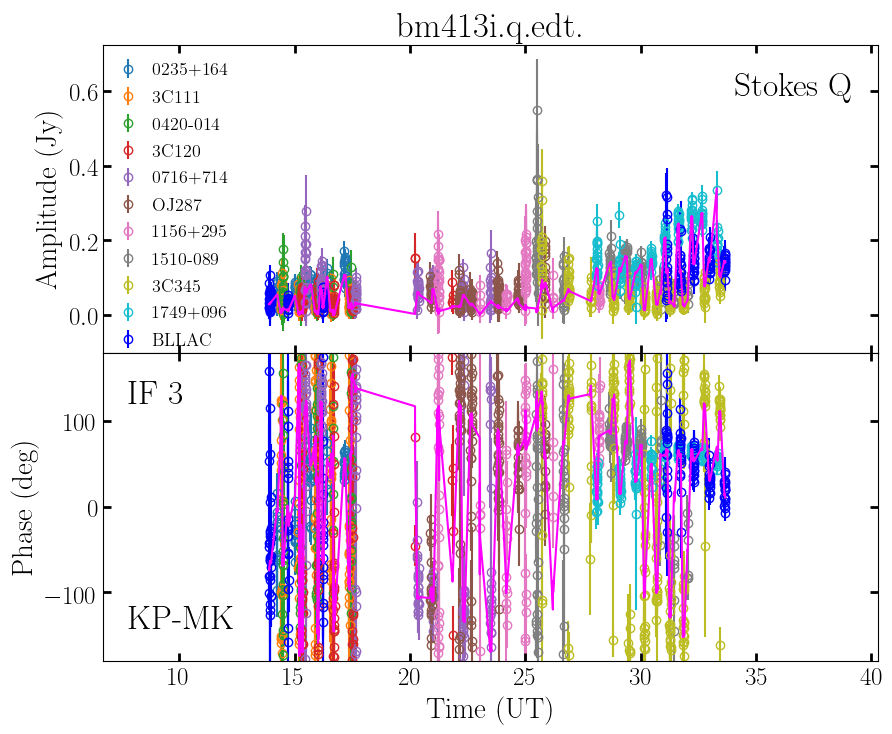 bm413i.q.edt.
Stokes Q
0235+164
3C111
0420-014
3C120
0716+714
OJ287
1156+295
1510-089
3C345
1749+096
BLLAC
Amplitude (Jy)
0.6
0.4
0.2
0.0
IF 3
KP-MK
Phase (deg)
100
0
−100
10 15 20 25 30 35 40
Time (UT)